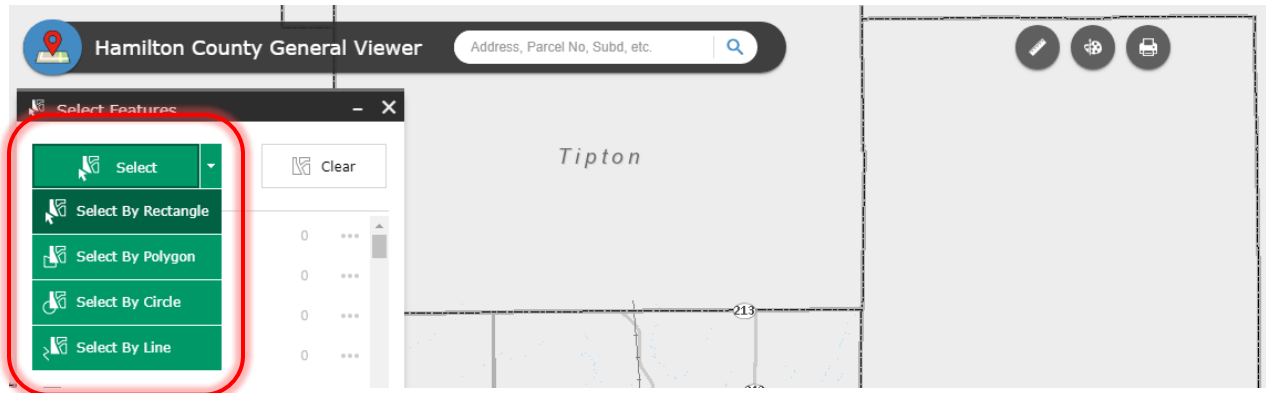 Hamilton County General Viewer
Address, Parcel No, Subd, etc.
Select Features
Select
Clear
Select By Rectangle
0
Select By Polygon
0
Select By Circle
0
Select By Line
0
Tipton
213